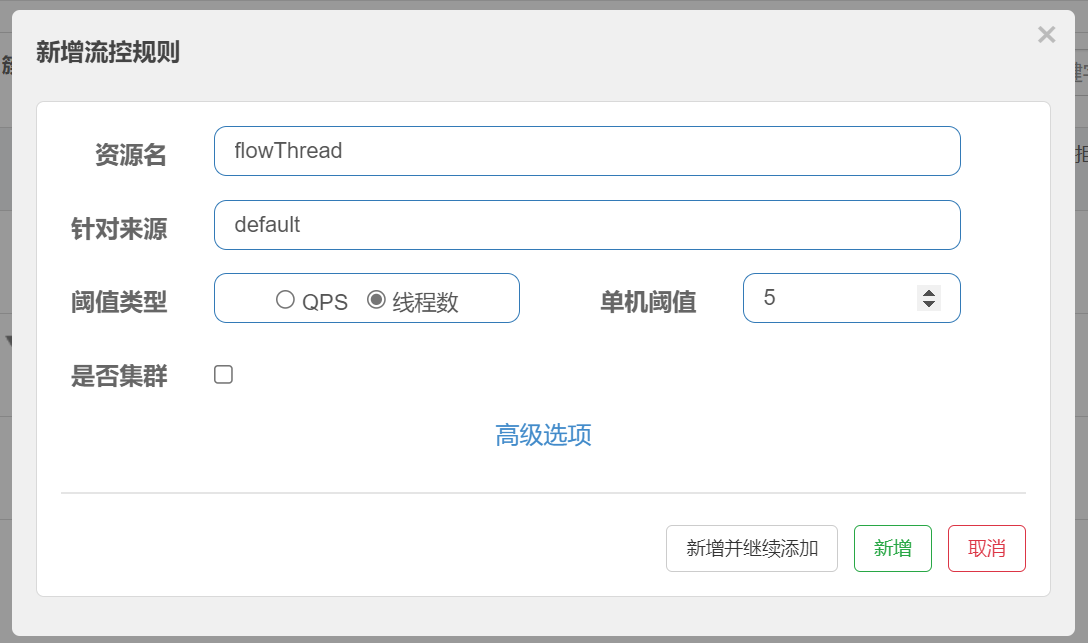 新增流控规则
×
资源名 flowThread
针对来源 default
阈值类型 QPS 线程数 单机阈值 5
是否集群
高级选项
新增并继续添加 新增 取消